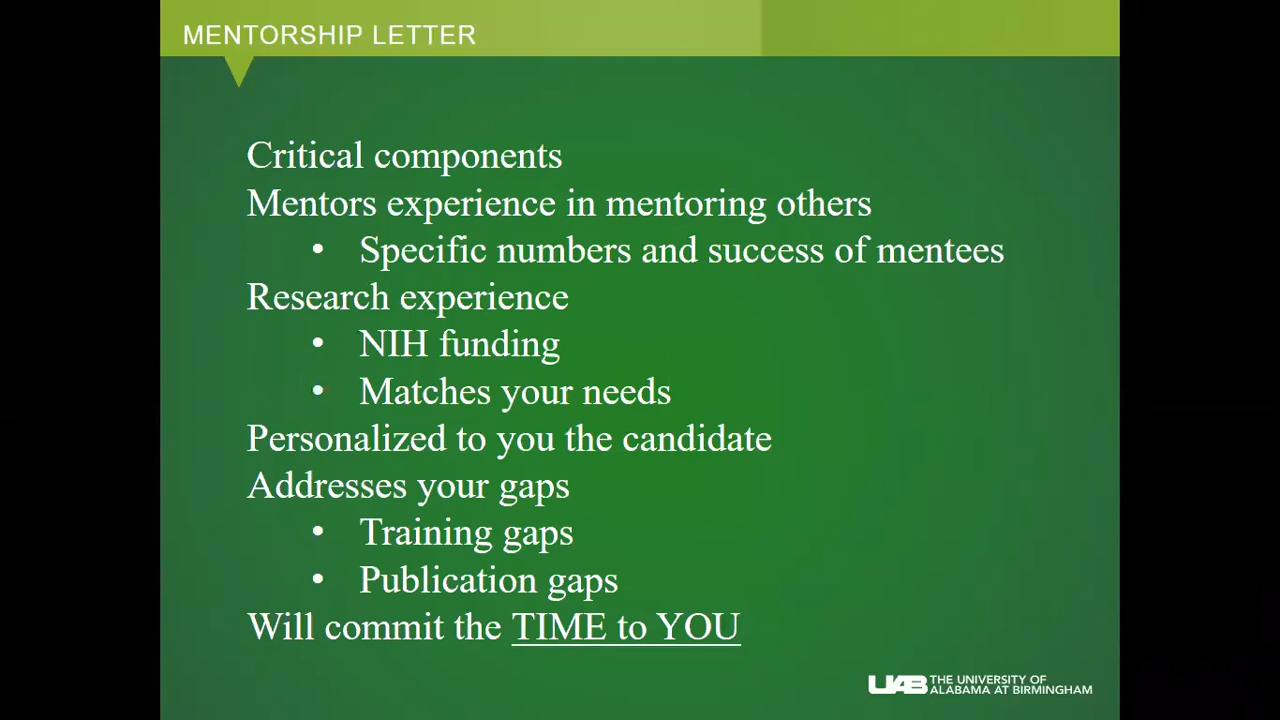 MENTORSHIP LETTER
Critical components
Mentors experience in mentoring others
• Specific numbers and success of mentees
Research experience
• NIH funding
• Matches your needs
Personalized to you the candidate
Addresses your gaps
• Training gaps
• Publication gaps
Will commit the TIME to YOU
UAB THE UNIVERSITY OF
ALABAMA AT BIRMINGHAM